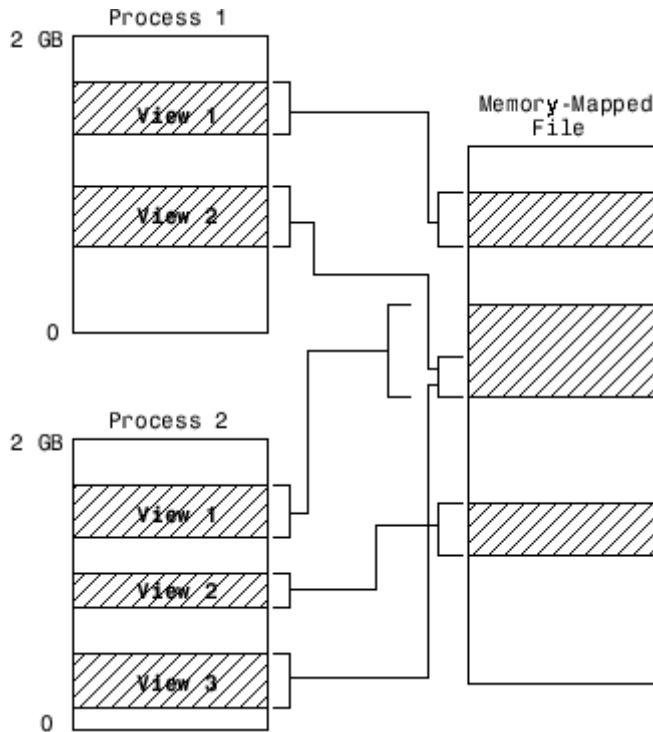 Process 1
2 GB
View 1
View 2
0
Memory-Mapped
File
Process 2
2 GB
View 1
View 2
View 3
0